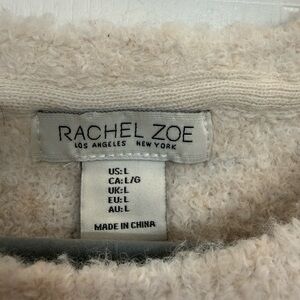 RACHEL ZOE
LOS ANGELES NEW YORK
US: L
CA: L/G
UK: L
EU: L
AU: L
MADE IN CHINA